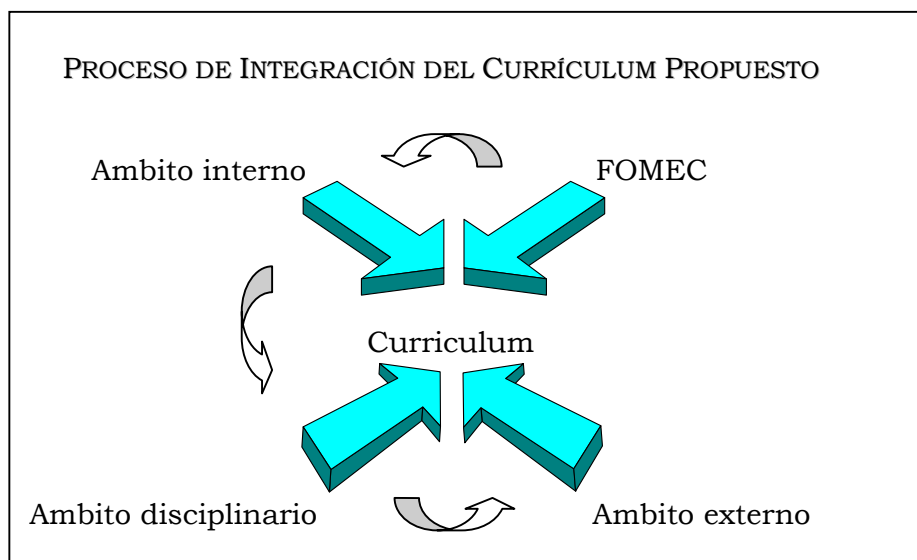 PROCESO DE INTEGRACIÓN DEL CURRÍCULUM PROPUESTO
Ambito interno FOMEC
Curriculum
Ambito disciplinario Ambito externo